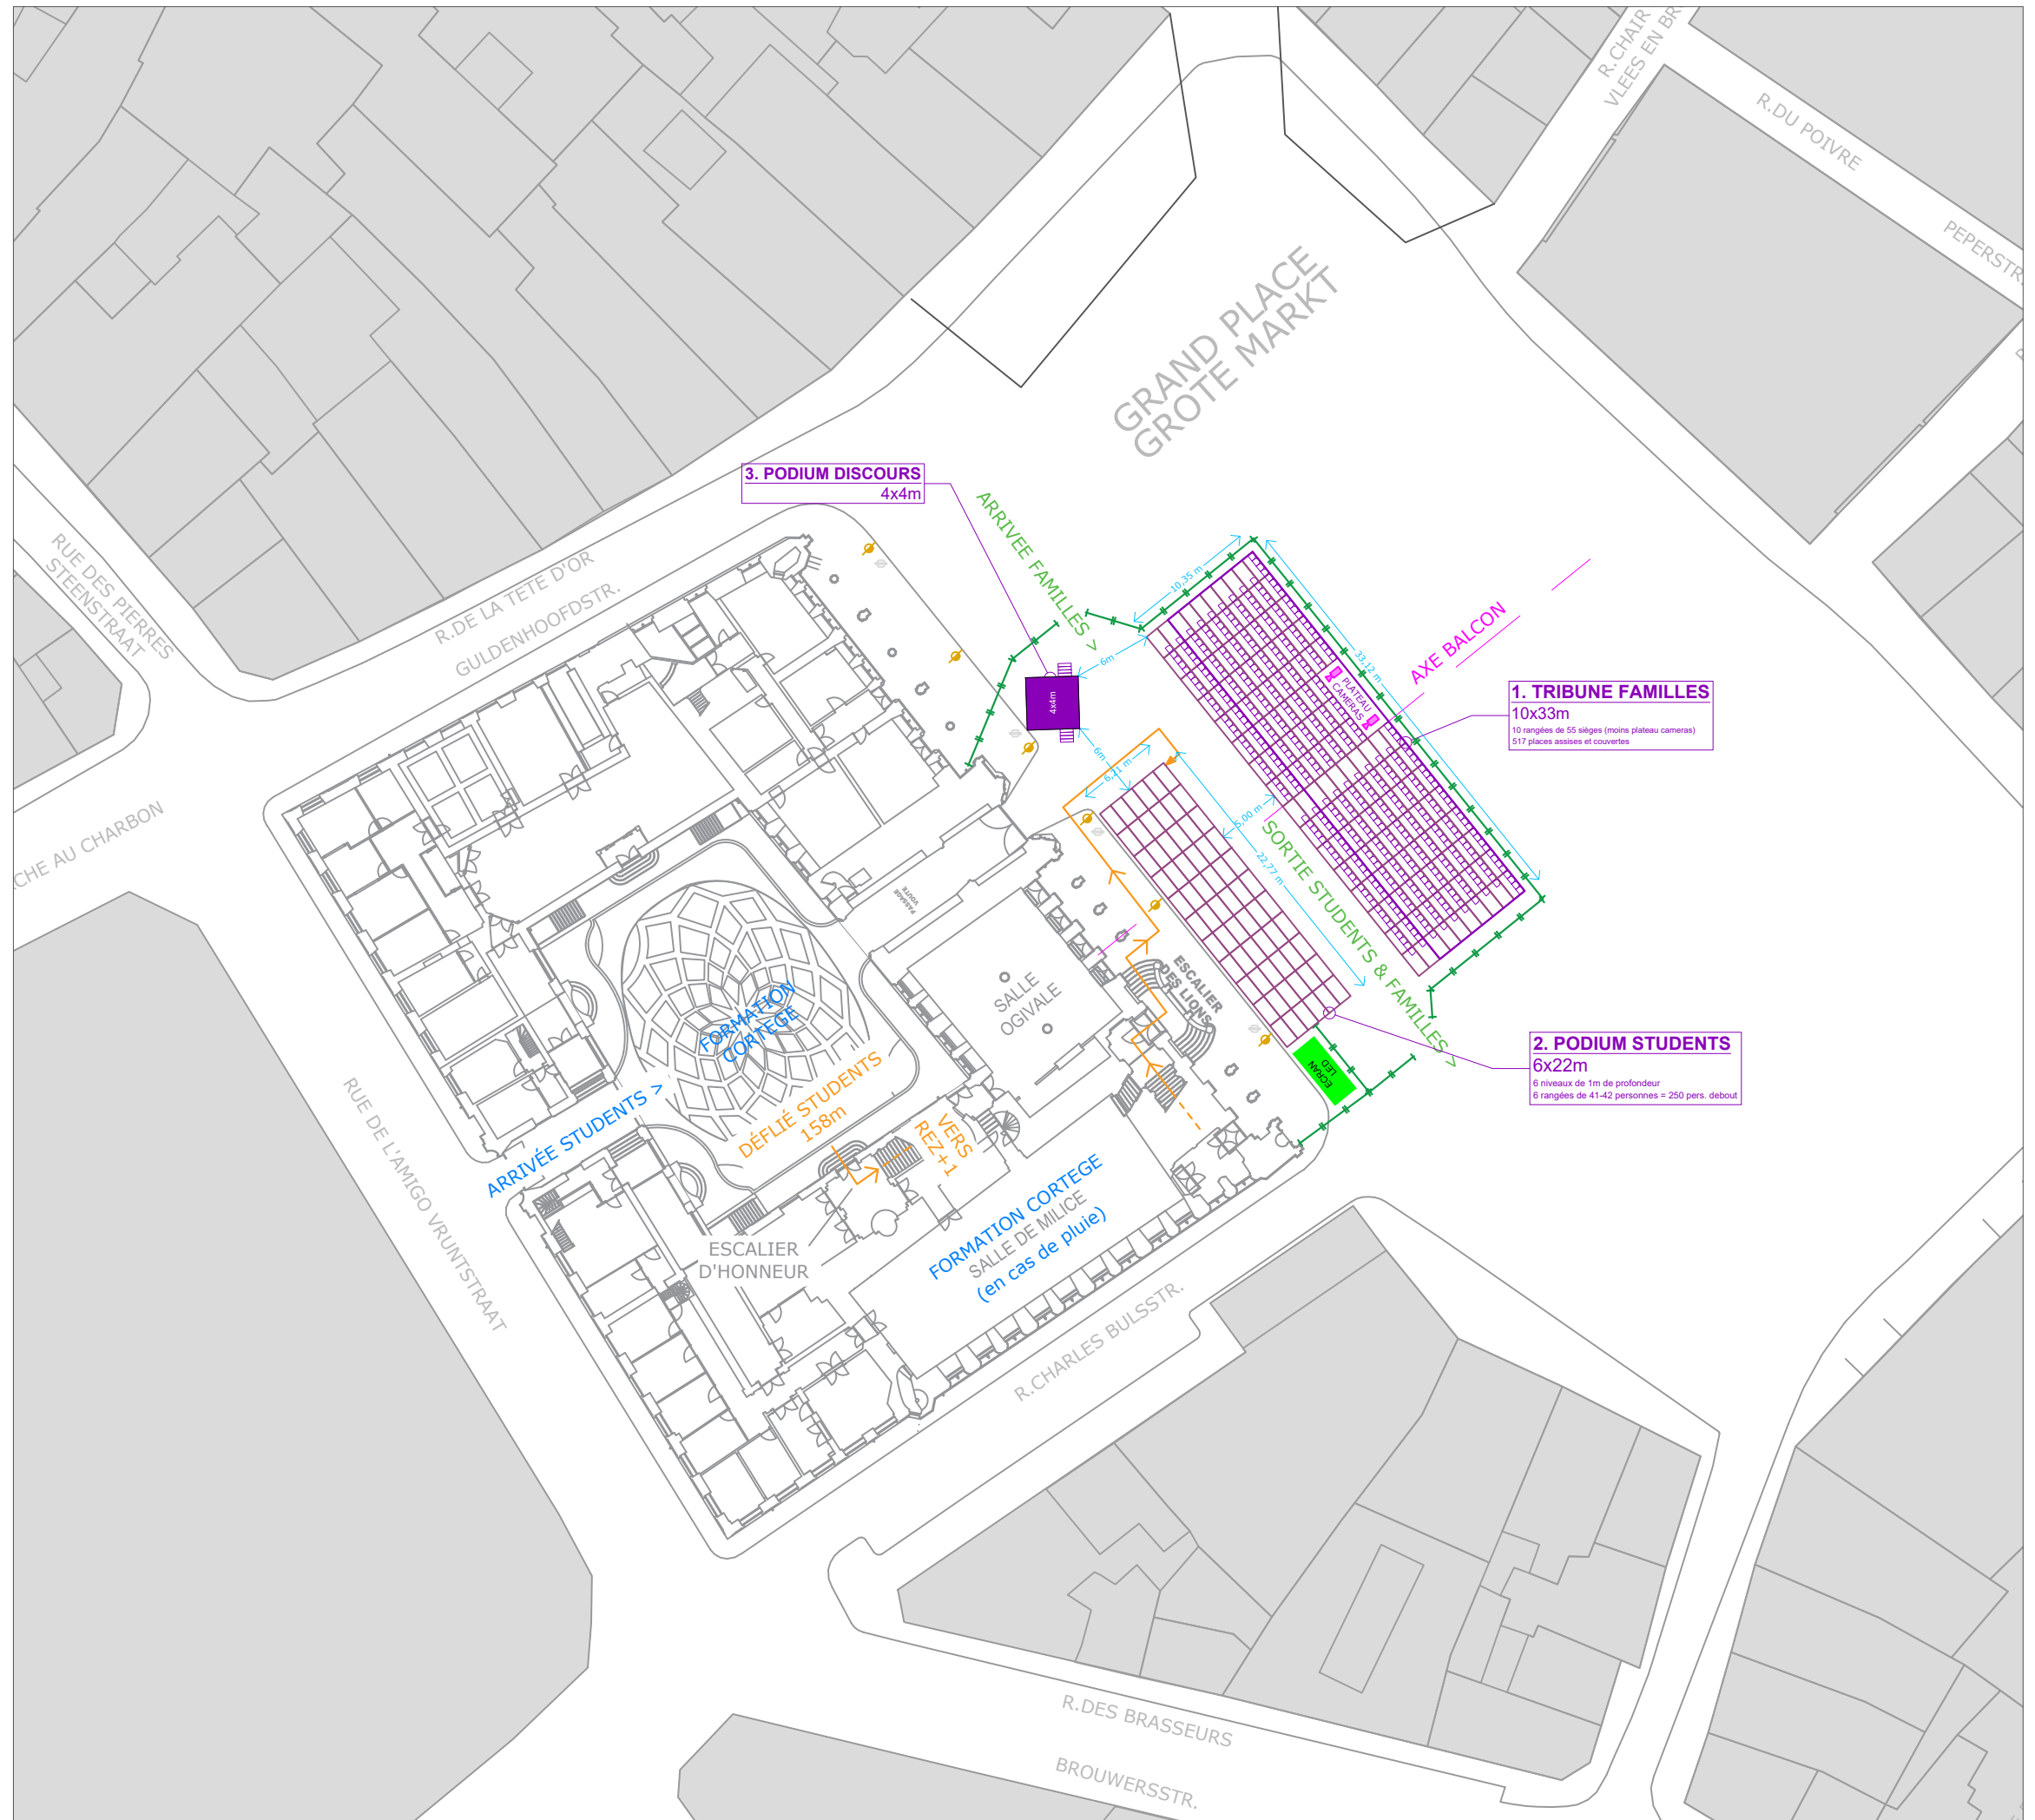 R.CHAIR
VLEES EN BR
R.DU POIVRE
PEPERSTR.
GRAND PLACE
GROTE MARKT
3. PODIUM DISCOURS
4x4m
ARRIVEE FAMILLES >
RUE DES PIERRES
STEENSTRAAT
R.DE LA TETE D'OR
GULDENHOOFDSTR.
10,35 m
33,12 m
6m
4x4m
6m
6,21 m
5,00 m
22,77 m
PLATEAU
CAMERAS
AXE BALCON
1. TRIBUNE FAMILLES
10x33m
10 rangées de 55 sièges (moins plateau cameras)
517 places assises et couvertes
CHE AU CHARBON
PASSAGE
VOUTE
SORTIE STUDENTS & FAMILLES >
SALLE
OGIVALE
ESCALIER
DES LIONS
FORMATION
CORTEGE
ECRAN
LED
2. PODIUM STUDENTS
6x22m
6 niveaux de 1m de profondeur
6 rangées de 41-42 personnes = 250 pers. debout
DÉFLIÉ STUDENTS
158m
VERS
REZ+1
ARRIVÉE STUDENTS >
RUE DE L'AMIGO VRUNTSTRAAT
FORMATION CORTEGE
SALLE DE MILICE
(en cas de pluie)
ESCALIER
D'HONNEUR
R.CHARLES BULSSTR.
R.DES BRASSEURS
BROUWERSSTR.